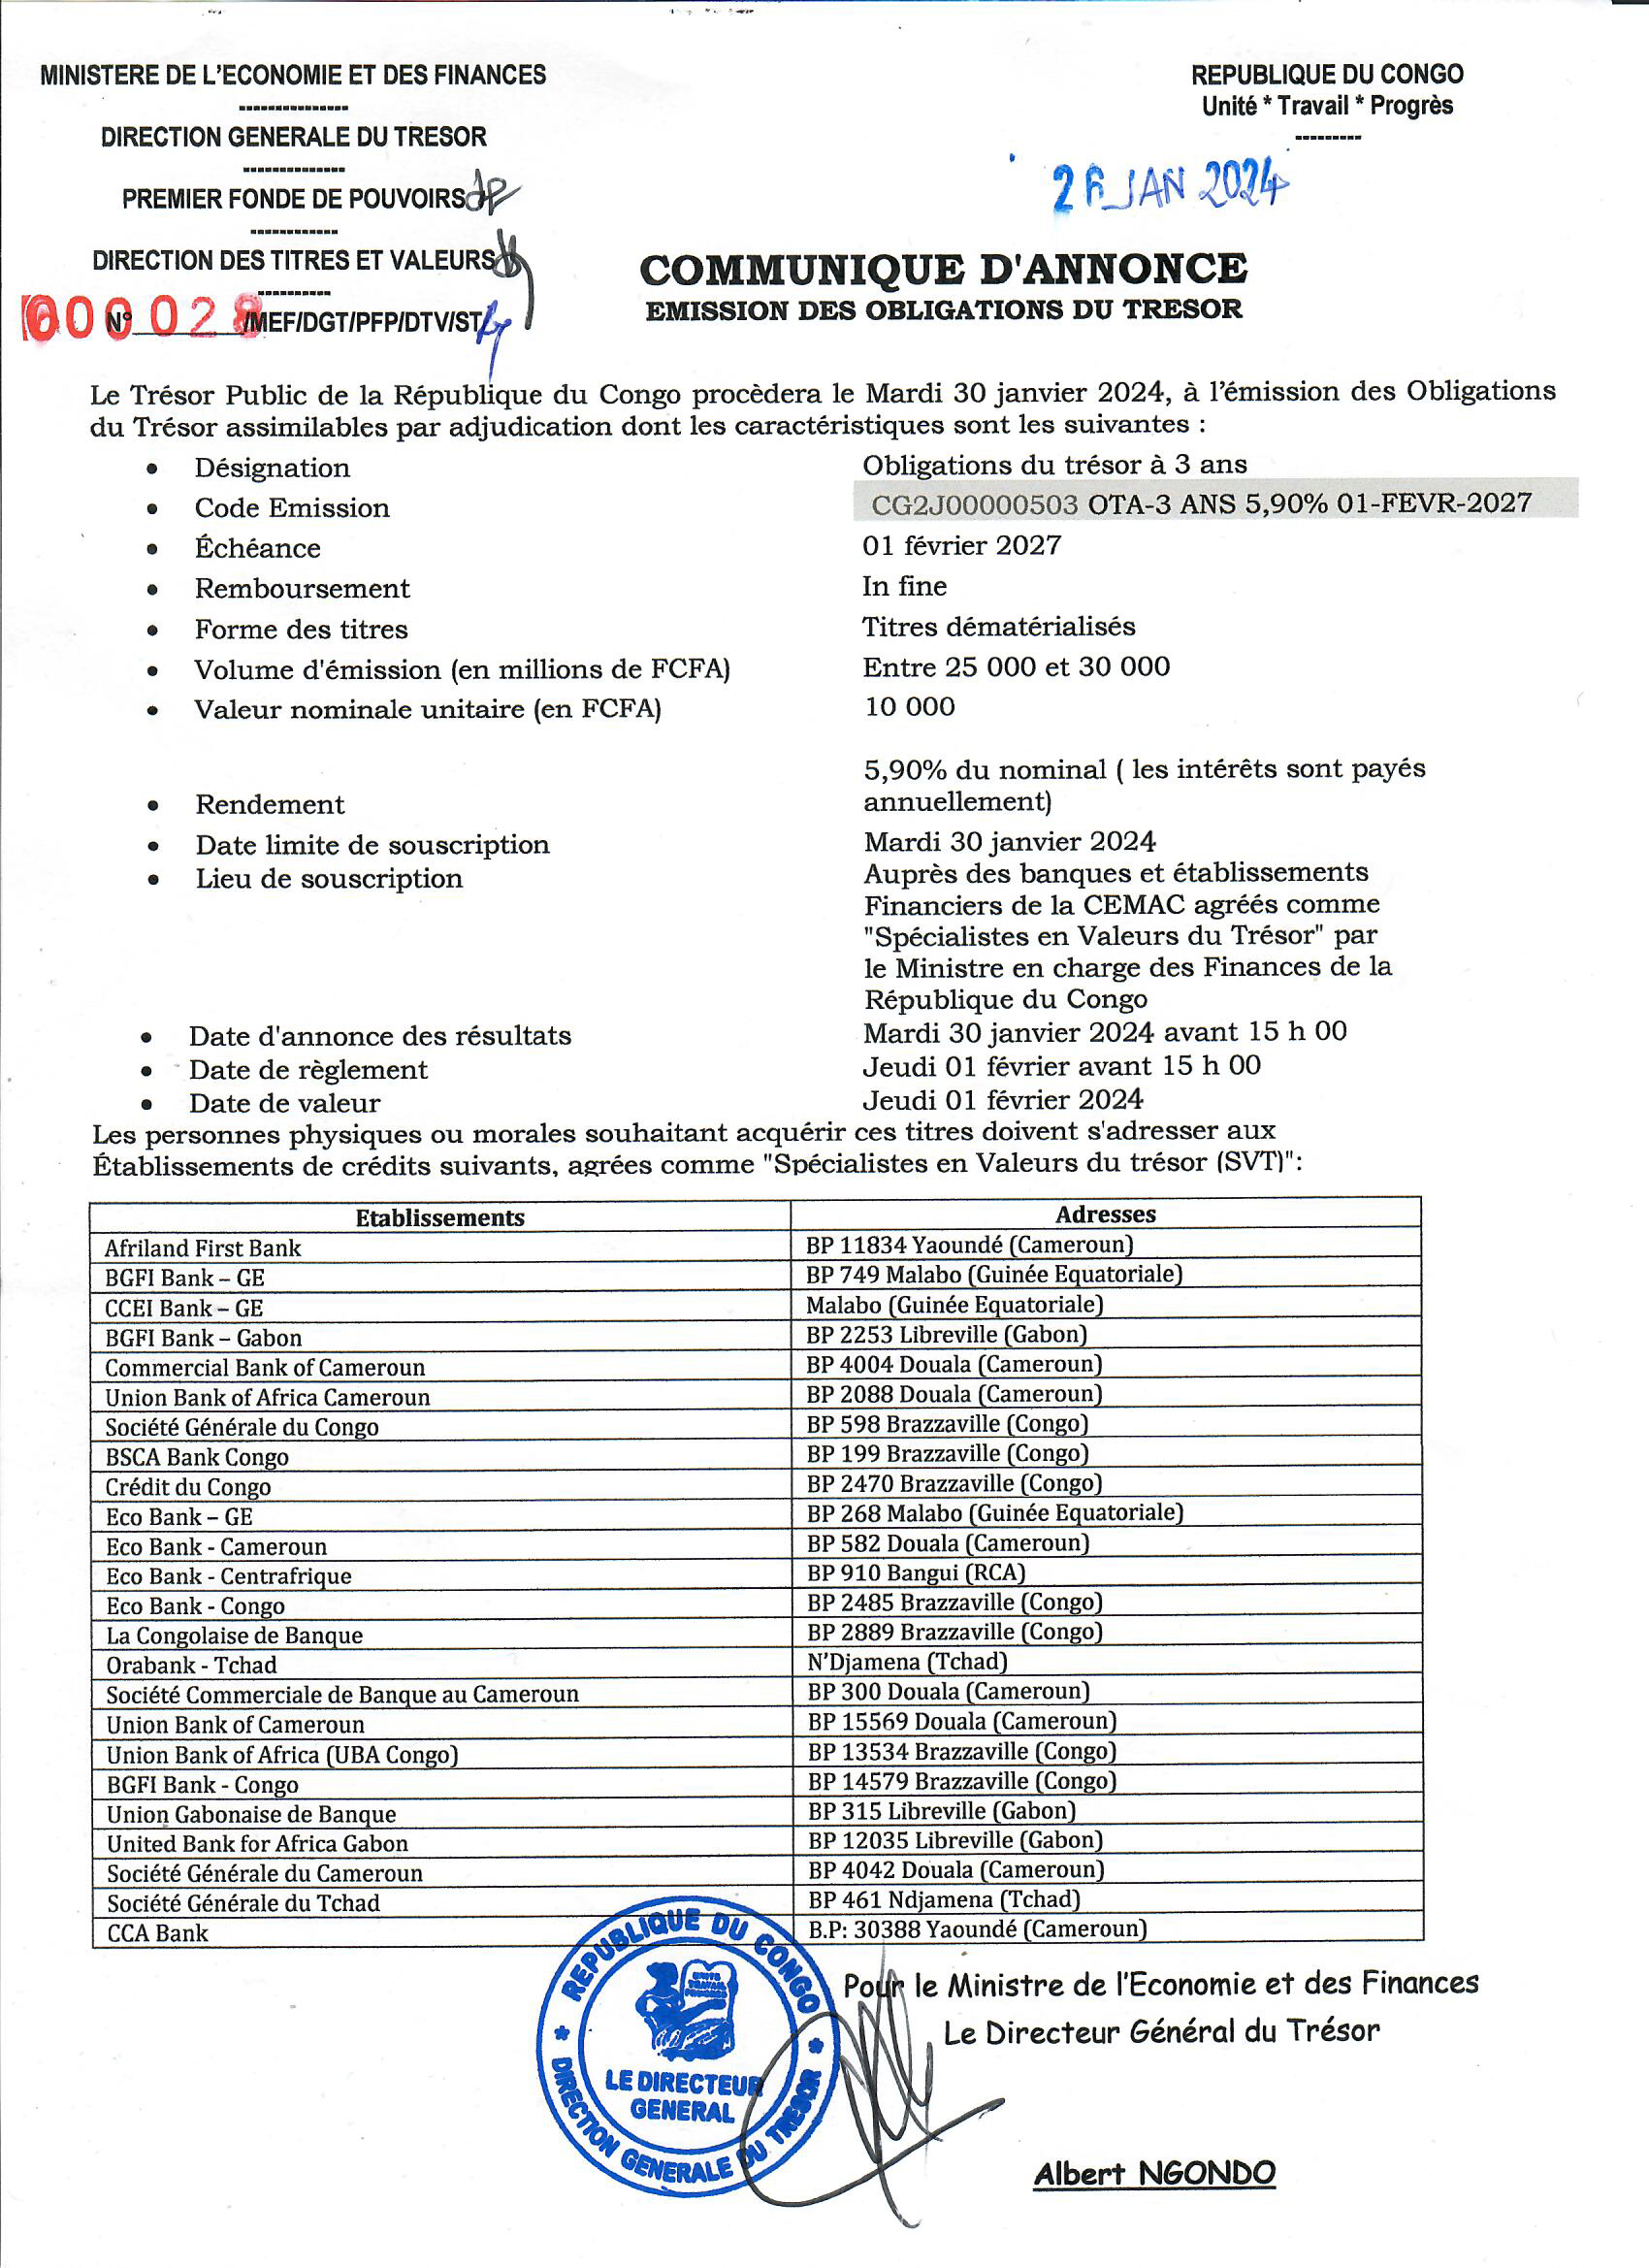 MINISTERE DE L'ECONOMIE ET DES FINANCES
---------------
DIRECTION GENERALE DU TRESOR
--------------
PREMIER FONDE DE POUVOIRS
------------
DIRECTION DES TITRES ET VALEURS
----------
000 028
N°________/MEF/DGT/PFP/DTV/ST
REPUBLIQUE DU CONGO
Unité * Travail * Progrès
---------
26 JAN 2024
COMMUNIQUE D'ANNONCE
EMISSION DES OBLIGATIONS DU TRESOR
Le Trésor Public de la République du Congo procèdera le Mardi 30 janvier 2024, à l'émission des Obligations
du Trésor assimilables par adjudication dont les caractéristiques sont les suivantes :
• Désignation Obligations du trésor à 3 ans
• Code Emission CG2J00000503 OTA-3 ANS 5,90% 01-FEVR-2027
• Échéance 01 février 2027
• Remboursement In fine
• Forme des titres Titres dématérialisés
• Volume d'émission (en millions de FCFA) Entre 25 000 et 30 000
• Valeur nominale unitaire (en FCFA) 10 000
5,90% du nominal ( les intérêts sont payés
• Rendement annuellement)
• Date limite de souscription Mardi 30 janvier 2024
• Lieu de souscription Auprès des banques et établissements
Financiers de la CEMAC agréés comme
"Spécialistes en Valeurs du Trésor" par
le Ministre en charge des Finances de la
République du Congo
• Date d'annonce des résultats Mardi 30 janvier 2024 avant 15 h 00
• Date de règlement Jeudi 01 février avant 15 h 00
• Date de valeur Jeudi 01 février 2024
Les personnes physiques ou morales souhaitant acquérir ces titres doivent s'adresser aux
Établissements de crédits suivants, agrées comme "Spécialistes en Valeurs du trésor (SVT)":
Etablissements Adresses
Afriland First Bank BP 11834 Yaoundé (Cameroun)
BGFI Bank – GE BP 749 Malabo (Guinée Equatoriale)
CCEI Bank – GE Malabo (Guinée Equatoriale)
BGFI Bank – Gabon BP 2253 Libreville (Gabon)
Commercial Bank of Cameroun BP 4004 Douala (Cameroun)
Union Bank of Africa Cameroun BP 2088 Douala (Cameroun)
Société Générale du Congo BP 598 Brazzaville (Congo)
BSCA Bank Congo BP 199 Brazzaville (Congo)
Crédit du Congo BP 2470 Brazzaville (Congo)
Eco Bank – GE BP 268 Malabo (Guinée Equatoriale)
Eco Bank - Cameroun BP 582 Douala (Cameroun)
Eco Bank - Centrafrique BP 910 Bangui (RCA)
Eco Bank - Congo BP 2485 Brazzaville (Congo)
La Congolaise de Banque BP 2889 Brazzaville (Congo)
Orabank - Tchad N'Djamena (Tchad)
Société Commerciale de Banque au Cameroun BP 300 Douala (Cameroun)
Union Bank of Cameroun BP 15569 Douala (Cameroun)
Union Bank of Africa (UBA Congo) BP 13534 Brazzaville (Congo)
BGFI Bank - Congo BP 14579 Brazzaville (Congo)
Union Gabonaise de Banque BP 315 Libreville (Gabon)
United Bank for Africa Gabon BP 12035 Libreville (Gabon)
Société Générale du Cameroun BP 4042 Douala (Cameroun)
Société Générale du Tchad BP 461 Ndjamena (Tchad)
CCA Bank B.P: 30388 Yaoundé (Cameroun)
Pour le Ministre de l'Economie et des Finances
Le Directeur Général du Trésor
REPUBLIQUE DU CONGO
LE DIRECTEUR
GENERAL
DIRECTION GENERALE DU TRESOR
Albert NGONDO